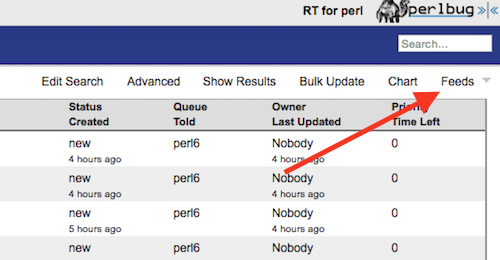 RT for perl perlbug
Search...
Edit Search Advanced Show Results Bulk Update Chart Feeds
Status Queue Owner Priority
Created Told Last Updated Time Left
new perl6 Nobody 0
4 hours ago 4 hours ago
new perl6 Nobody 0
4 hours ago 4 hours ago
new perl6 Nobody 0
5 hours ago 4 hours ago
new perl6 Nobody 0